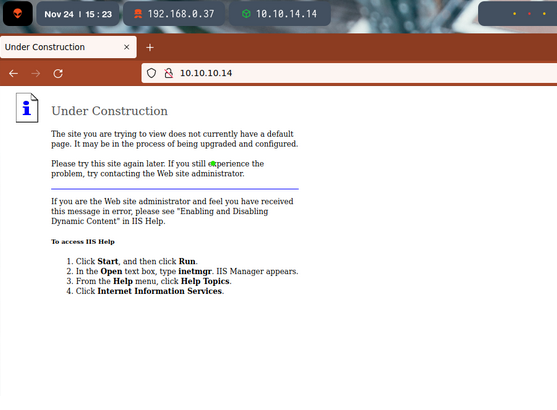 Nov 24 | 15:23 192.168.0.37 10.10.14.14
Under Construction
10.10.10.14
Under Construction
The site you are trying to view does not currently have a default
page. It may be in the process of being upgraded and configured.
Please try this site again later. If you still experience the
problem, try contacting the Web site administrator.
If you are the Web site administrator and feel you have received
this message in error, please see "Enabling and Disabling
Dynamic Content" in IIS Help.
To access IIS Help
1. Click Start, and then click Run.
2. In the Open text box, type inetmgr. IIS Manager appears.
3. From the Help menu, click Help Topics.
4. Click Internet Information Services.